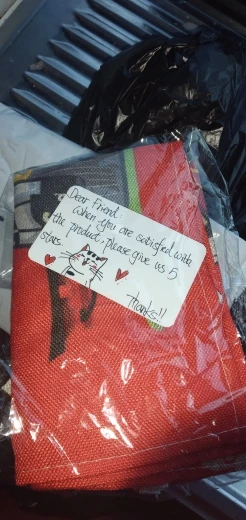 Dear Friend:
When you are satisfied with
the product, please give us 5
stars.
Thanks!!